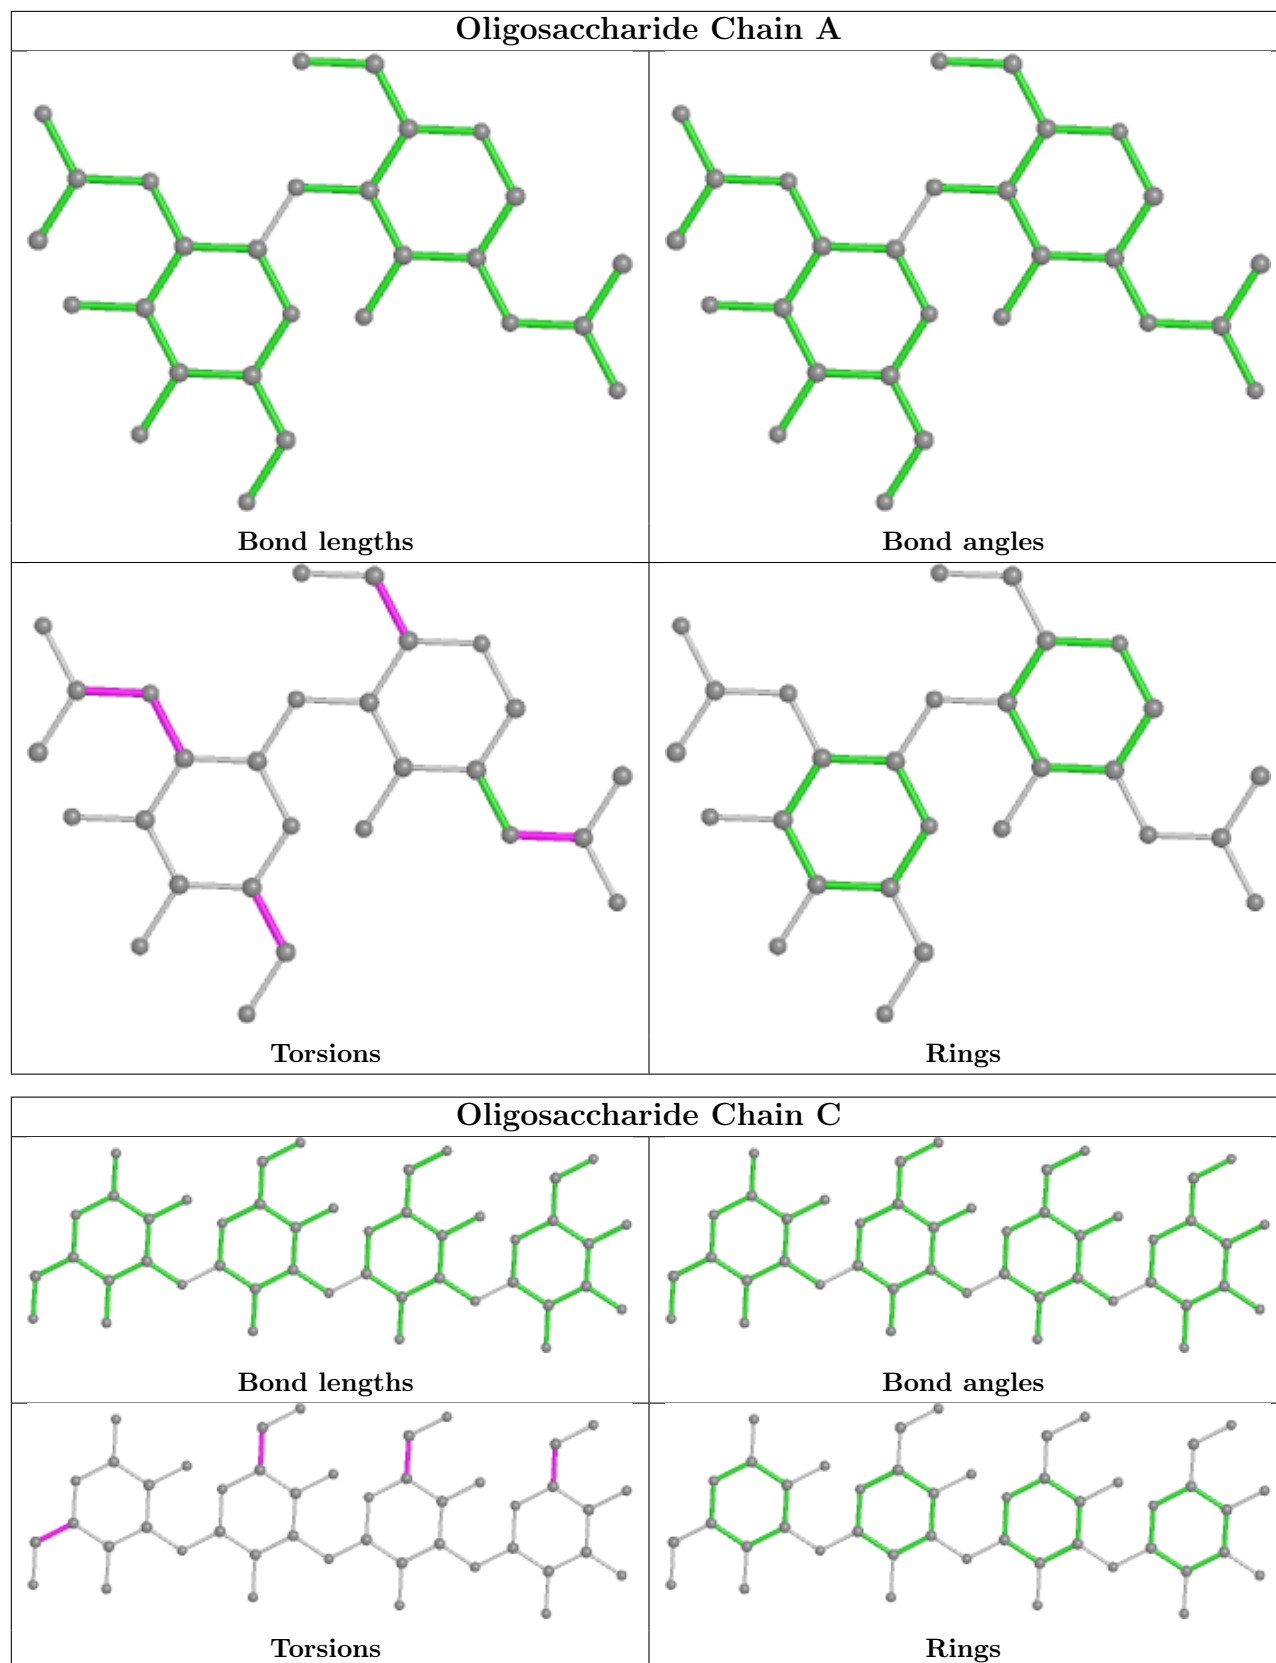 Oligosaccharide Chain A
Bond lengths
Bond angles
Torsions
Rings
Oligosaccharide Chain C
Bond lengths
Bond angles
Torsions
Rings